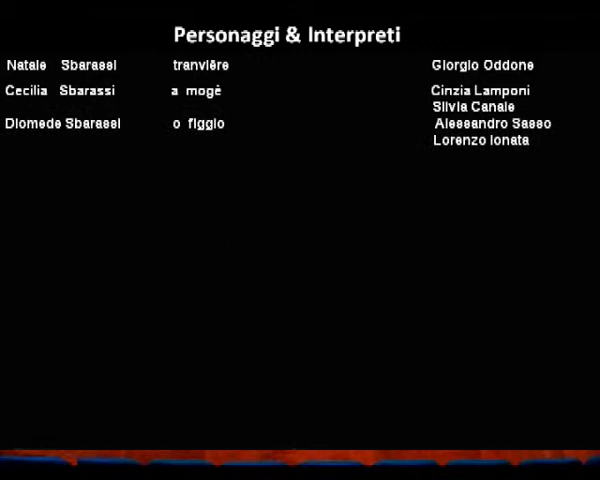 Personaggi & Interpreti
Natale Sbarassi tranviêre Giorgio Oddone
Cecilia Sbarassi a mogê Cinzia Lamponi
Silvia Canale
Diomede Sbarassi o figgio Alessandro Sasso
Lorenzo Ionata